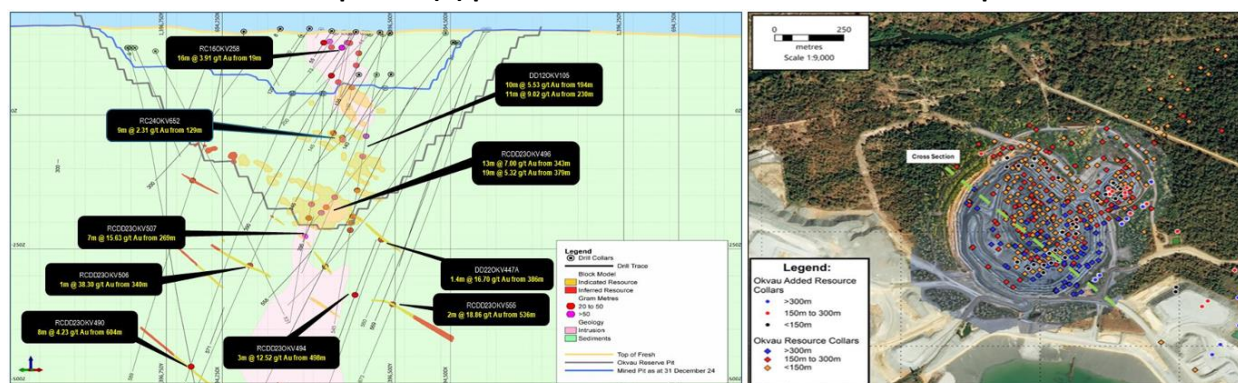 RC16OKV258
16m @ 3.91 g/t Au from 19m
DD12OKV105
10m @ 5.53 g/t Au from 194m
11m @ 9.02 g/t Au from 230m
RC24OKV652
9m @ 2.31 g/t Au from 129m
RCDD23OKV496
13m @ 7.00 g/t Au from 343m
19m @ 5.32 g/t Au from 379m
RCDD23OKV507
7m @ 15.63 g/t Au from 269m
RCDD23OKV506
1m @ 38.30 g/t Au from 340m
DD22OKV447A
1.4m @ 16.70 g/t Au from 386m
RCDD23OKV555
2m @ 18.86 g/t Au from 536m
RCDD23OKV490
8m @ 4.23 g/t Au from 604m
RCDD23OKV494
3m @ 12.52 g/t Au from 498m
Legend
Drill Collars
Drill Trace
Block Model
Indicated Resource
Inferred Resource
Gram Metres
20 to 50
>50
Geology
Intrusion
Sediments
Top of Fresh
Okvau Reserve Pit
Mined Pit as at 31 December 24
0Z
-250Z
-500Z
0 250
metres
Scale 1:9,000
Cross Section
Legend:
Okvau Added Resource
Collars
>300m
150m to 300m
<150m
Okvau Resource Collars
>300m
150m to 300m
<150m